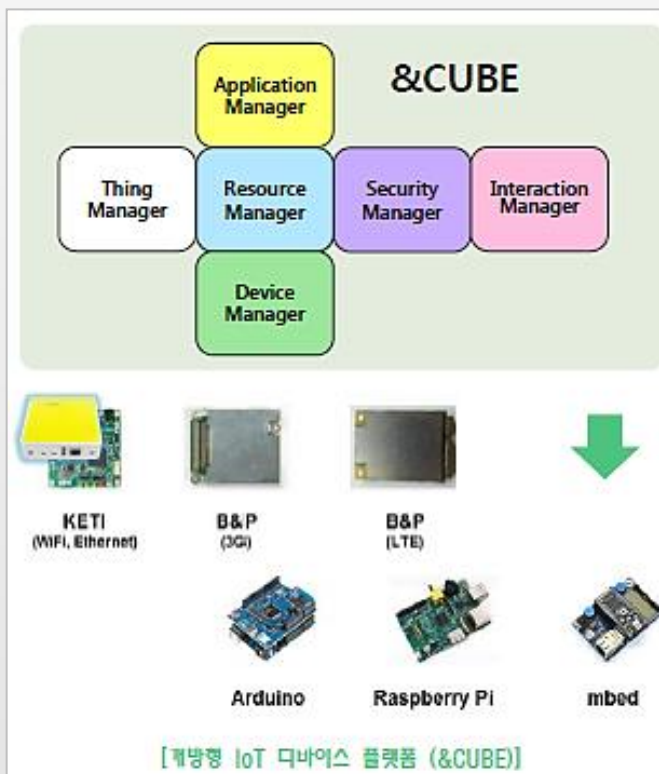 &CUBE
Application
Manager
Thing
Manager
Resource
Manager
Security
Manager
Interaction
Manager
Device
Manager
KETI
(WiFi, Ethernet)
B&P
(3G)
B&P
(LTE)
Arduino
Raspberry Pi
mbed
[개방형 IoT 디바이스 플랫폼 (&CUBE)]